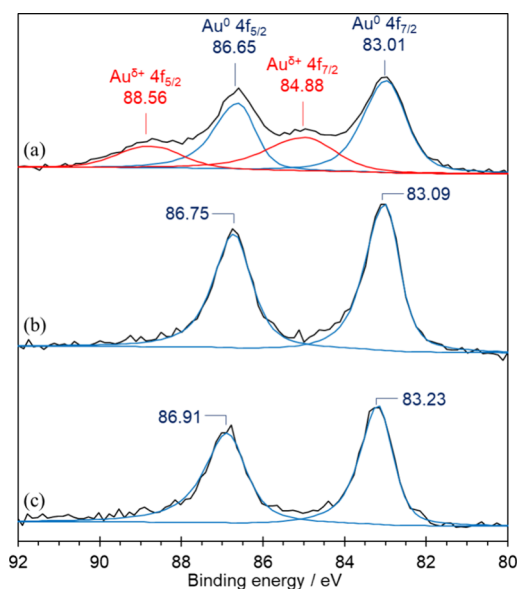 Au⁰ 4f5/2
86.65
Au⁰ 4f7/2
83.01
Auδ+ 4f5/2
88.56
Auδ+ 4f7/2
84.88
(a)
86.75
83.09
(b)
86.91
83.23
(c)
92 90 88 86 84 82 80
Binding energy / eV